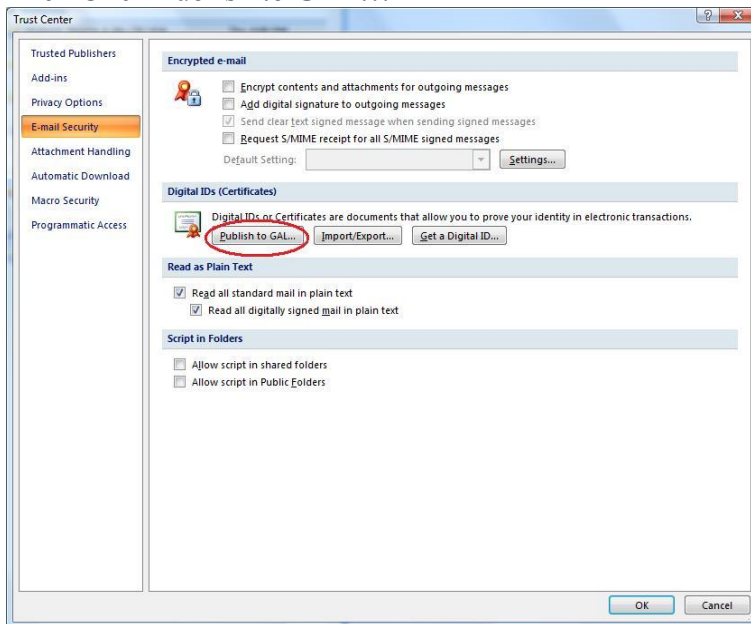 Trust Center
Trusted Publishers
Add-ins
Privacy Options
E-mail Security
Attachment Handling
Automatic Download
Macro Security
Programmatic Access
Encrypted e-mail
Encrypt contents and attachments for outgoing messages
Add digital signature to outgoing messages
Send clear text signed message when sending signed messages
Request S/MIME receipt for all S/MIME signed messages
Default Setting:
Settings...
Digital IDs (Certificates)
Digital IDs or Certificates are documents that allow you to prove your identity in electronic transactions.
Publish to GAL... Import/Export... Get a Digital ID...
Read as Plain Text
Read all standard mail in plain text
Read all digitally signed mail in plain text
Script in Folders
Allow script in shared folders
Allow script in Public Folders
OK Cancel